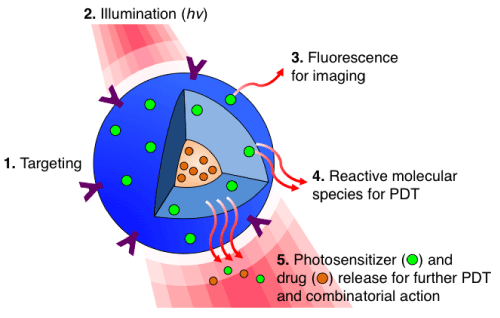 2. Illumination (hv)
3. Fluorescence
for imaging
1. Targeting
4. Reactive molecular
species for PDT
5. Photosensitizer ( ) and
drug ( ) release for further PDT
and combinatorial action